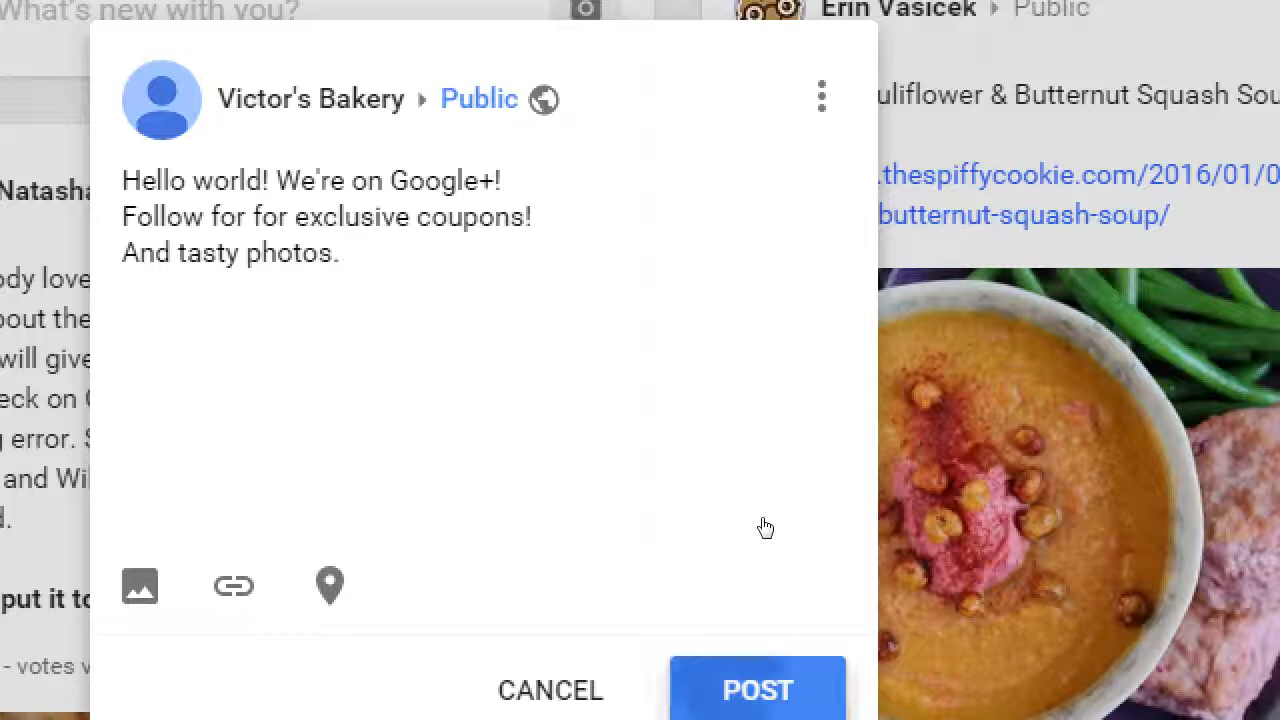 What's new with you?
Erin Vasicek Public
Victor's Bakery Public
Hello world! We're on Google+!
Follow for for exclusive coupons!
And tasty photos.
CANCEL
POST
Natasha
ody love
bout the
will give
eck on
error. S
and Wil
d.
put it to
- votes v
uliflower & Butternut Squash Sou
.thespiffycookie.com/2016/01/0
butternut-squash-soup/